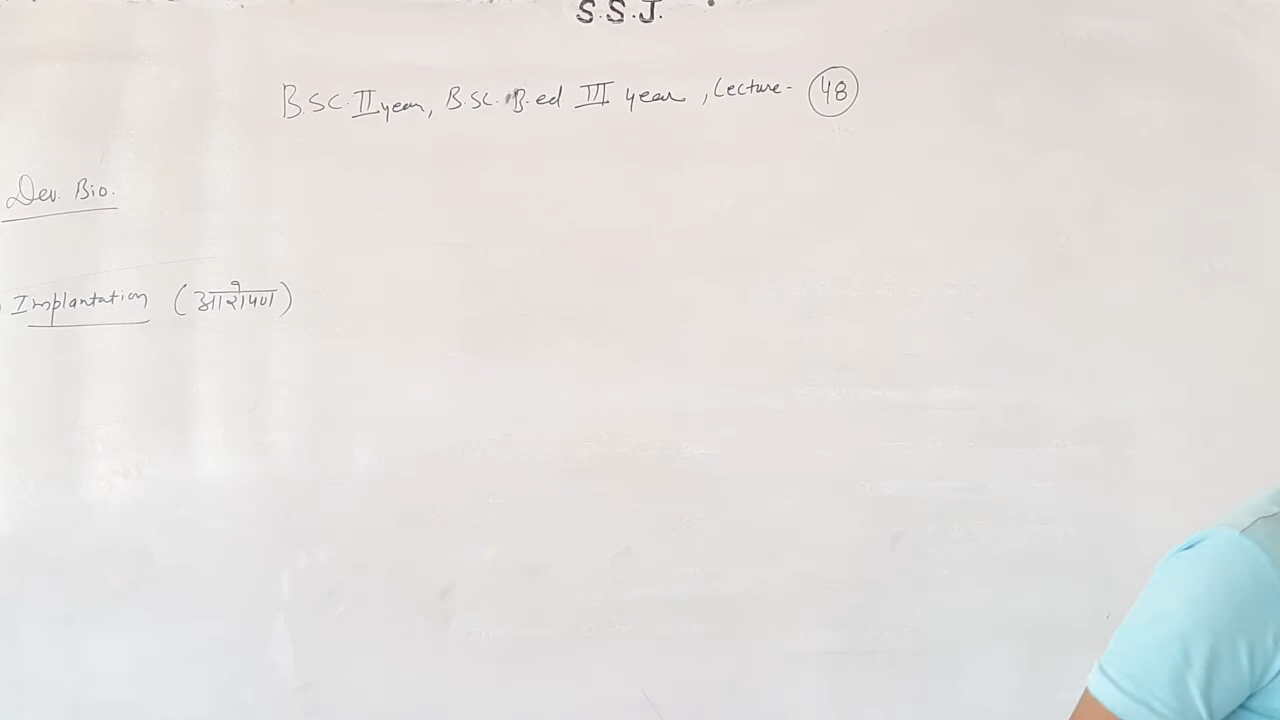 S.S.J.
B.SC. II year, B.SC. B.ed III year, Lecture- 48
Dev. Bio.
Implantation (आरोपण)